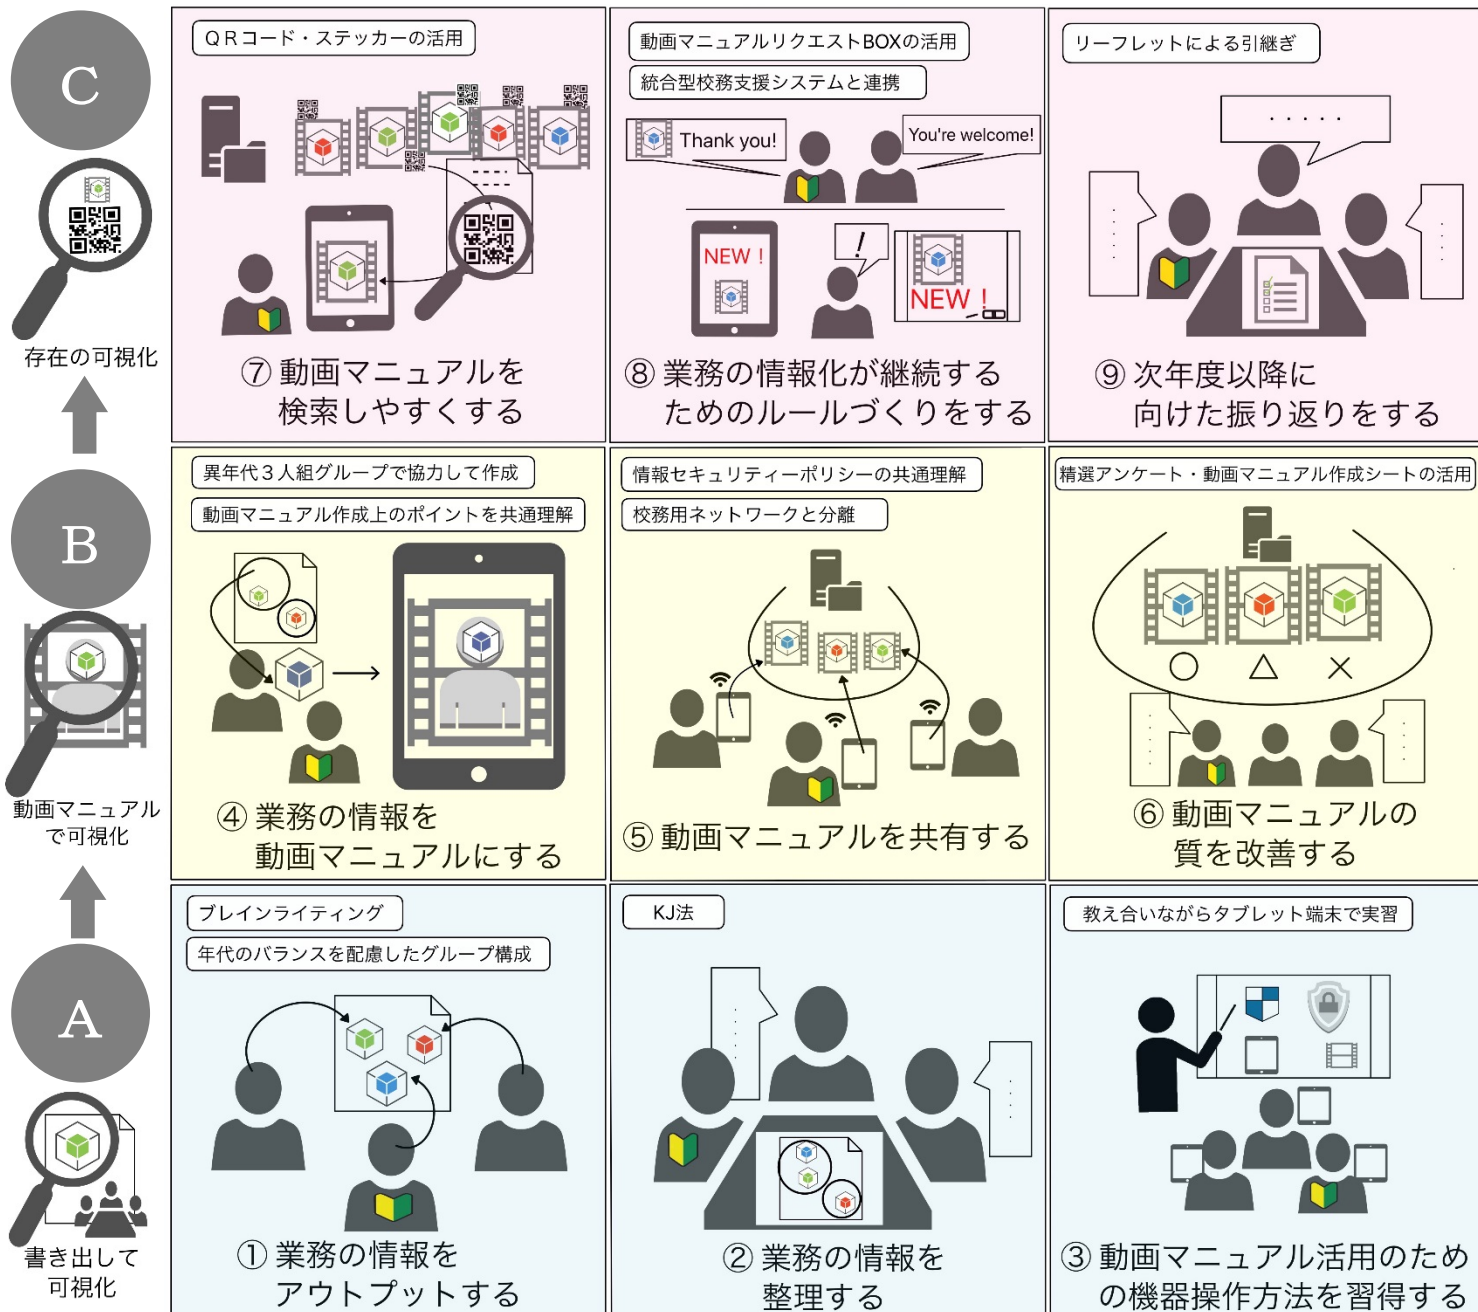 C
存在の可視化
QRコード・ステッカーの活用
⑦ 動画マニュアルを
検索しやすくする
動画マニュアルリクエストBOXの活用
統合型校務支援システムと連携
Thank you!
You're welcome!
NEW！
！
NEW！
⑧ 業務の情報化が継続する
ためのルールづくりをする
リーフレットによる引継ぎ
・・・・・
⑨ 次年度以降に
向けた振り返りをする
B
動画マニュアル
で可視化
異年代３人組グループで協力して作成
動画マニュアル作成上のポイントを共通理解
④ 業務の情報を
動画マニュアルにする
情報セキュリティーポリシーの共通理解
校務用ネットワークと分離
⑤ 動画マニュアルを共有する
精選アンケート・動画マニュアル作成シートの活用
○ △ ×
⑥ 動画マニュアルの
質を改善する
A
書き出して
可視化
ブレインライティング
年代のバランスを配慮したグループ構成
① 業務の情報を
アウトプットする
KJ法
② 業務の情報を
整理する
教え合いながらタブレット端末で実習
③ 動画マニュアル活用のため
の機器操作方法を習得する